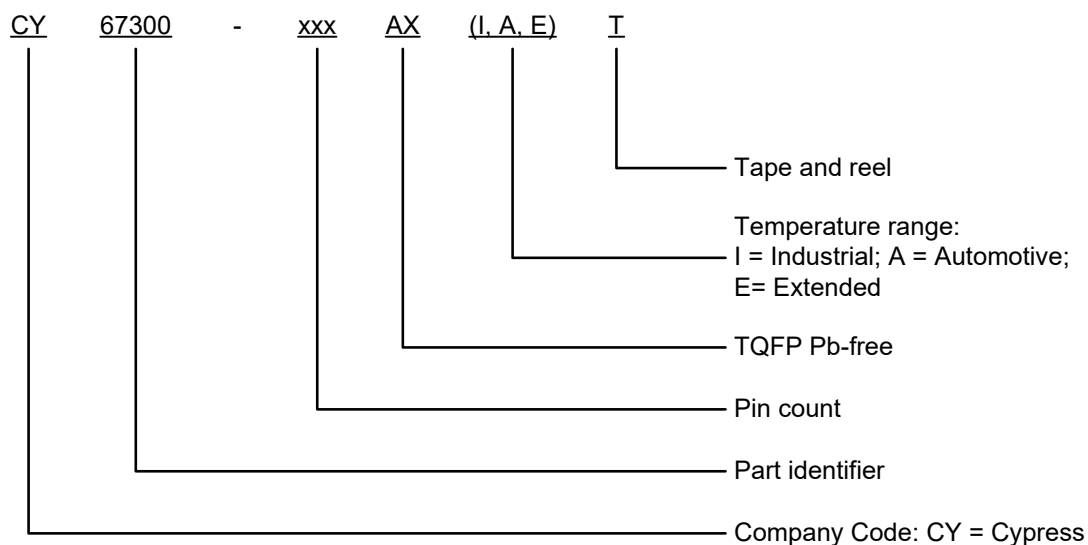 CY 67300 - xxx AX (I, A, E) T
Tape and reel
Temperature range:
I = Industrial; A = Automotive;
E= Extended
TQFP Pb-free
Pin count
Part identifier
Company Code: CY = Cypress